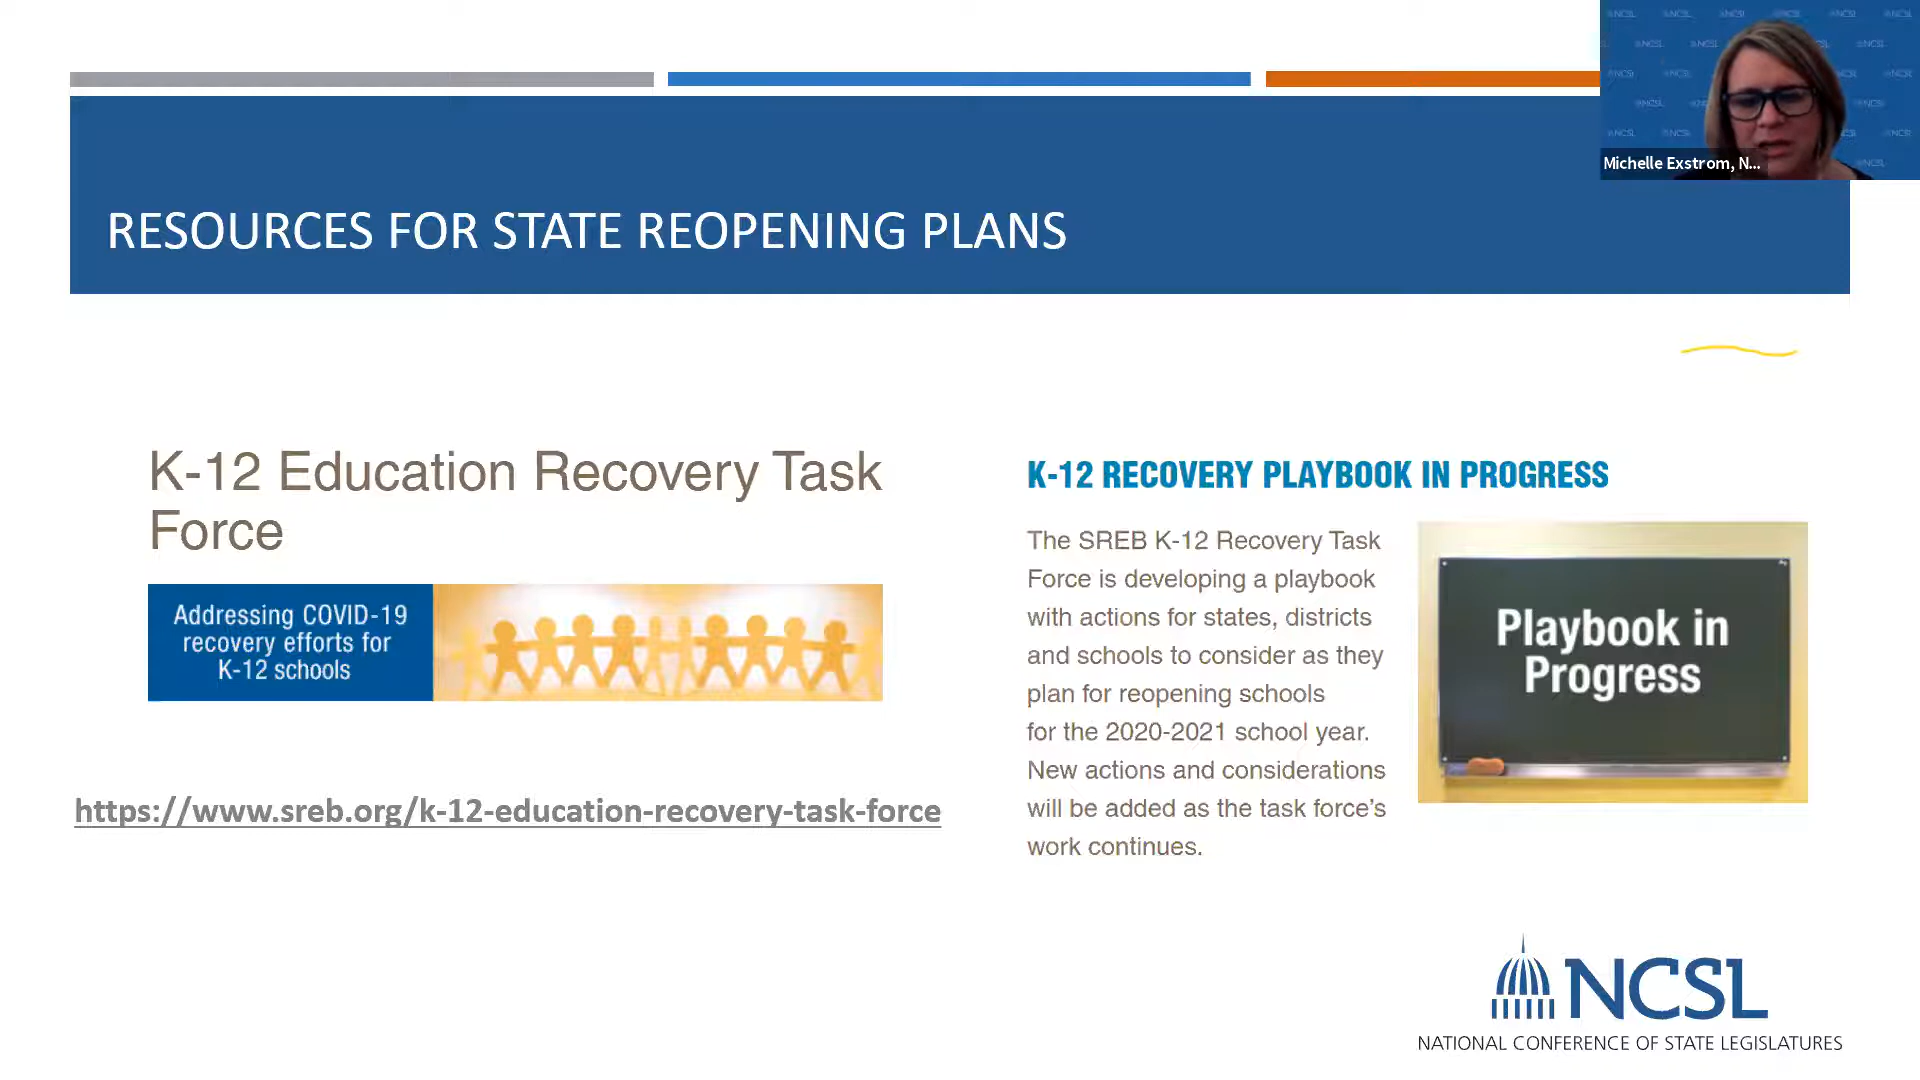 RESOURCES FOR STATE REOPENING PLANS
Michelle Exstrom, N...
K-12 Education Recovery Task
Force
Addressing COVID-19
recovery efforts for
K-12 schools
https://www.sreb.org/k-12-education-recovery-task-force
K-12 RECOVERY PLAYBOOK IN PROGRESS
The SREB K-12 Recovery Task
Force is developing a playbook
with actions for states, districts
and schools to consider as they
plan for reopening schools
for the 2020-2021 school year.
New actions and considerations
will be added as the task force's
work continues.
Playbook in
Progress
NCSL
NATIONAL CONFERENCE OF STATE LEGISLATURES